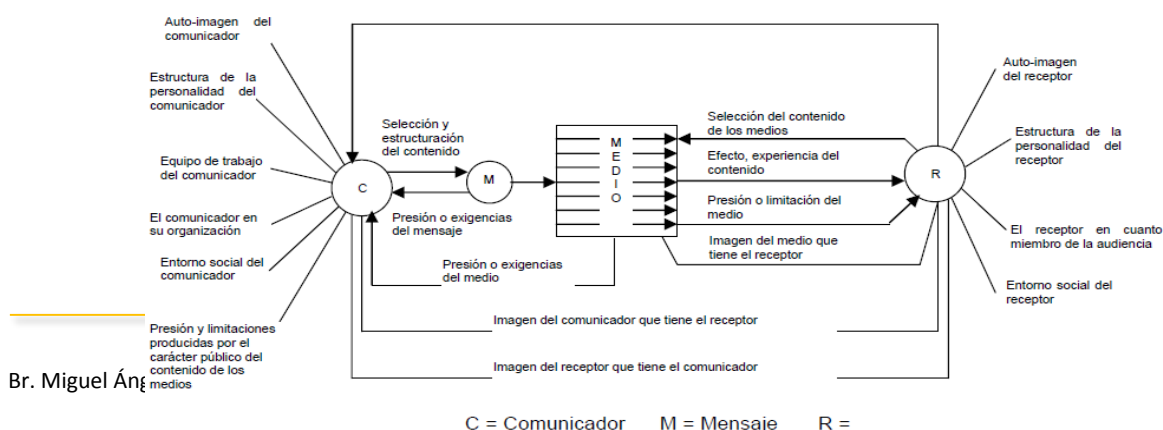 Auto-imagen del
comunicador
Estructura de la
personalidad del
comunicador
Equipo de trabajo
del comunicador
El comunicador en
su organización
Entorno social del
comunicador
Presión y limitaciones
producidas por el
carácter público del
contenido de los
medios
Br. Miguel
C
Selección y
estructuración
del contenido
M
Presión o exigencias
del mensaje
Presión o exigencias
del medio
M
E
D
I
O
Selección del contenido
de los medios
Efecto, experiencia del
contenido
Presión o limitación del
medio
Imagen del medio que
tiene el receptor
Imagen del comunicador que tiene el receptor
Imagen del receptor que tiene el comunicador
R
Auto-imagen
del receptor
Estructura de la
personalidad del
receptor
El receptor en cuanto
miembro de la audiencia
Entorno social del
receptor
C = Comunicador M = Mensaje R =